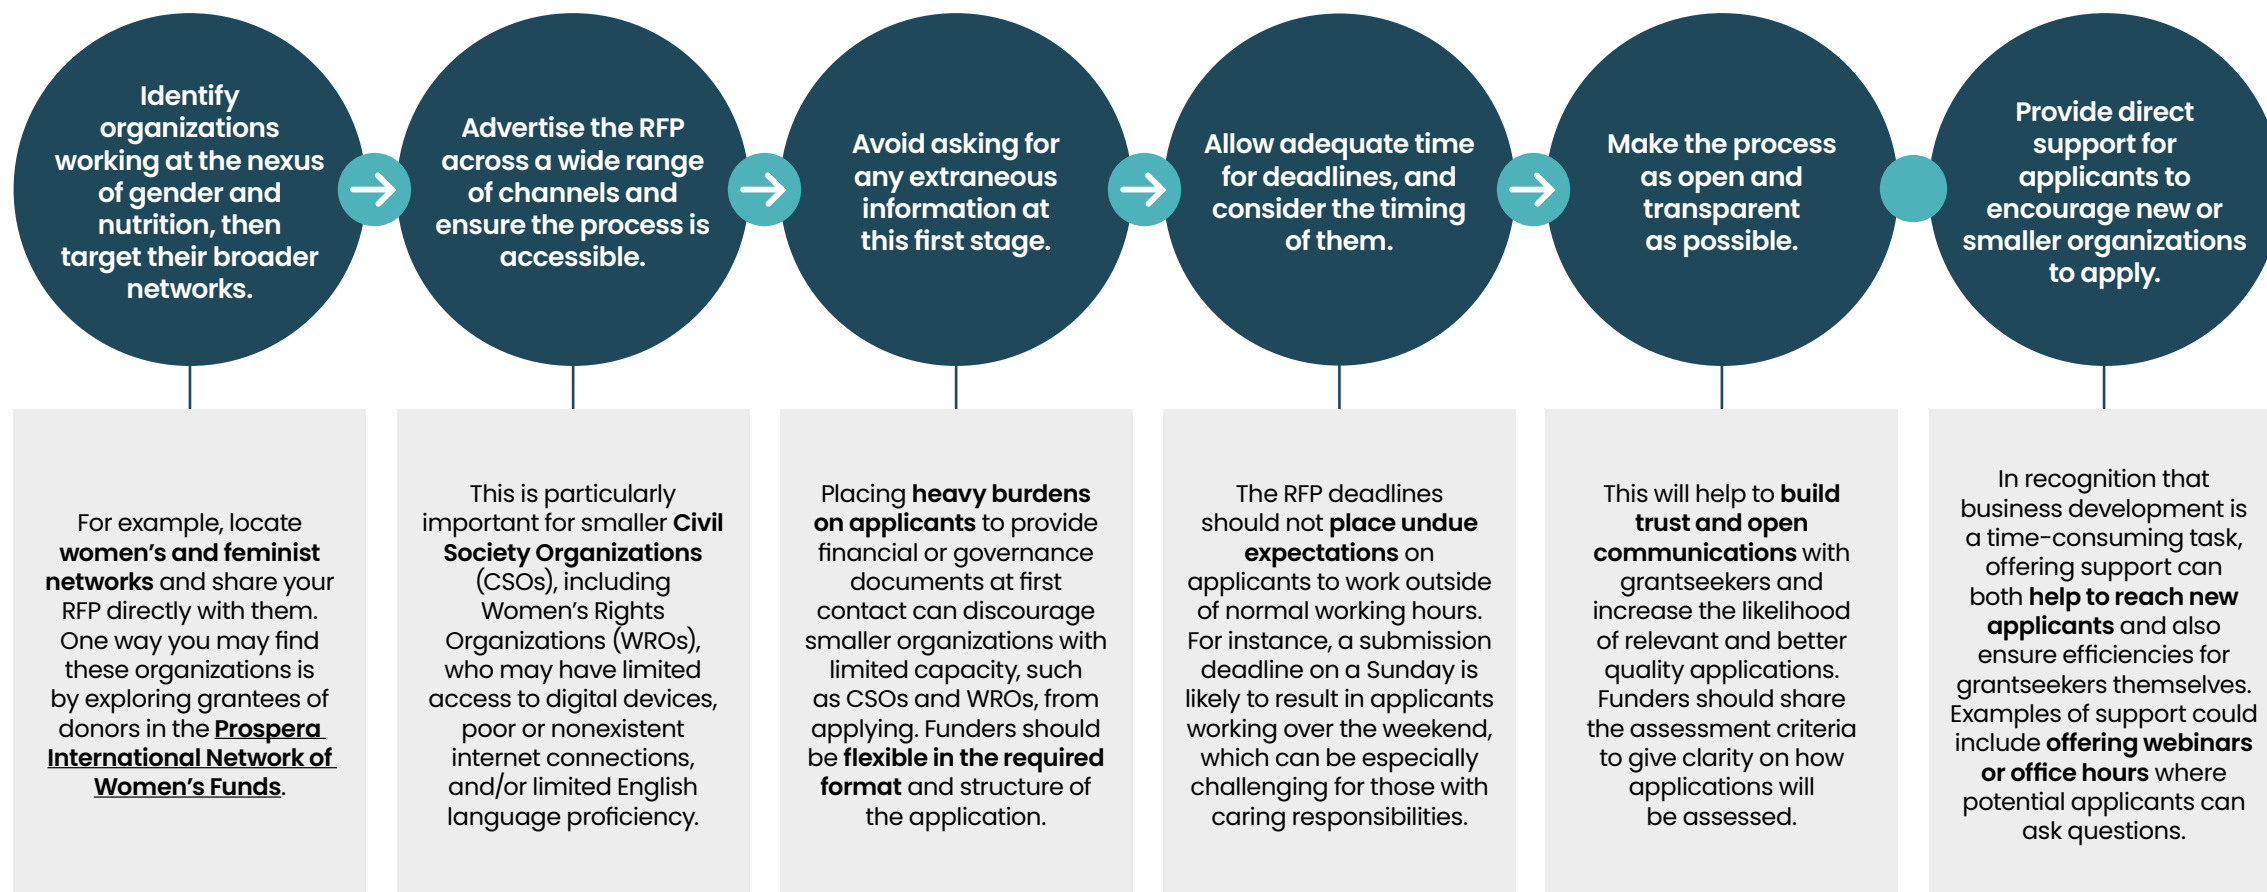 Identify
organizations
working at the nexus
of gender and
nutrition, then
target their broader
networks.
Advertise the RFP
across a wide range
of channels and
ensure the process is
accessible.
Avoid asking for
any extraneous
information at
this first stage.
Allow adequate time
for deadlines, and
consider the timing
of them.
Make the process
as open and
transparent
as possible.
Provide direct
support for
applicants to
encourage new or
smaller organizations
to apply.
For example, locate
women’s and feminist
networks and share your
RFP directly with them.
One way you may find
these organizations is
by exploring grantees of
donors in the Prospera
International Network of
Women’s Funds.
This is particularly
important for smaller Civil
Society Organizations
(CSOs), including
Women’s Rights
Organizations (WROs),
who may have limited
access to digital devices,
poor or nonexistent
internet connections,
and/or limited English
language proficiency.
Placing heavy burdens
on applicants to provide
financial or governance
documents at first
contact can discourage
smaller organizations with
limited capacity, such
as CSOs and WROs, from
applying. Funders should
be flexible in the required
format and structure of
the application.
The RFP deadlines
should not place undue
expectations on
applicants to work outside
of normal working hours.
For instance, a submission
deadline on a Sunday is
likely to result in applicants
working over the weekend,
which can be especially
challenging for those with
caring responsibilities.
This will help to build
trust and open
communications with
grantseekers and
increase the likelihood
of relevant and better
quality applications.
Funders should share
the assessment criteria
to give clarity on how
applications will
be assessed.
In recognition that
business development is
a time-consuming task,
offering support can
both help to reach new
applicants and also
ensure efficiencies for
grantseekers themselves.
Examples of support could
include offering webinars
or office hours where
potential applicants can
ask questions.